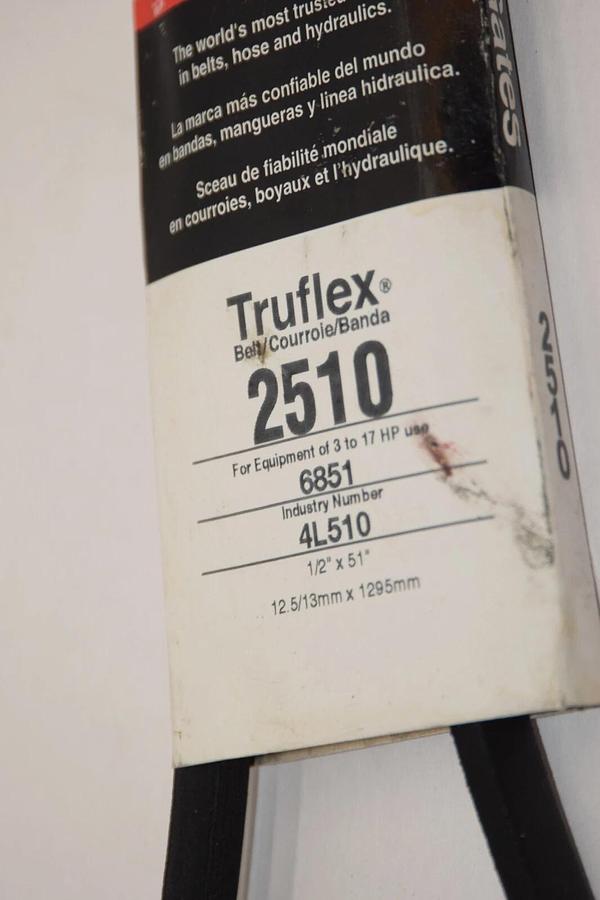 The world's most trusted
in belts, hose and hydraulics.
La marca más confiable del mundo
en bandas, mangueras y linea hidraulica.
Sceau de fiabilité mondiale
en courroies, boyaux et l'hydraulique.
Truflex®
Belt/Courroie/Banda
2510
For Equipment of 3 to 17 HP use
6851
Industry Number
4L510
1/2" x 51"
12.5/13mm x 1295mm
ates
2510